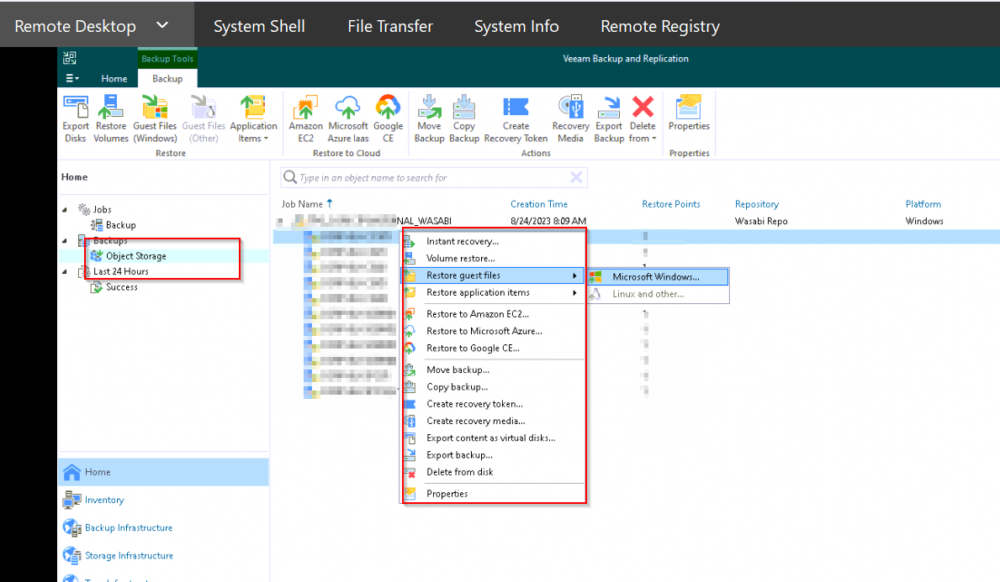 Remote Desktop System Shell File Transfer System Info Remote Registry
Backup Tools Veeam Backup and Replication
Home Backup
Export Disks
Restore Volumes
Guest Files (Windows)
Guest Files (Other)
Application Items
Restore
Amazon EC2
Microsoft Azure Iaas
Google CE
Restore to Cloud
Move Backup
Copy Backup
Create Recovery Token
Recovery Media
Export Backup
Delete from
Actions
Properties
Properties
Home
Jobs
Backup
Backups
Object Storage
Last 24 Hours
Success
Type in an object name to search for
Job Name Creation Time Restore Points Repository Platform
NAL_WASABI 8/24/2023 8:09 AM Wasabi Repo Windows
Instant recovery...
Volume restore...
Restore guest files
Microsoft Windows...
Restore application items
Linux and other...
Restore to Amazon EC2...
Restore to Microsoft Azure...
Restore to Google CE...
Move backup...
Copy backup...
Create recovery token...
Create recovery media...
Export content as virtual disks...
Export backup...
Delete from disk
Properties
Home
Inventory
Backup Infrastructure
Storage Infrastructure